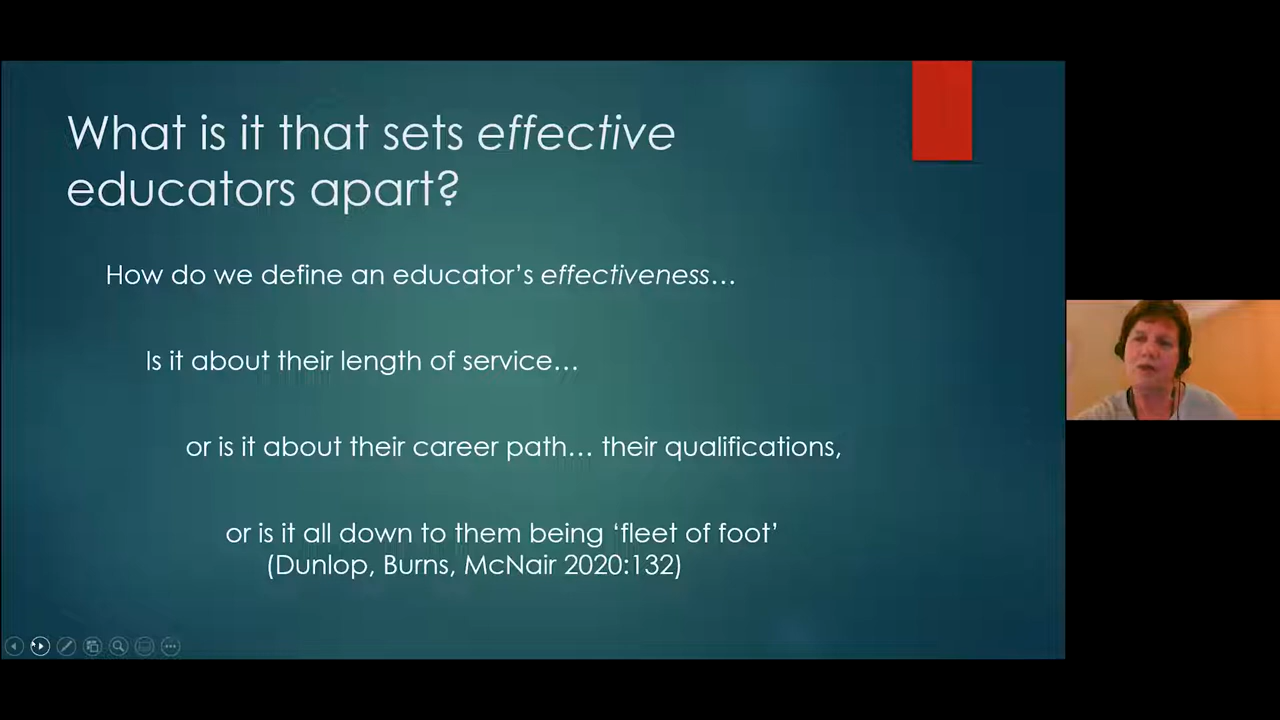 What is it that sets effective
educators apart?
How do we define an educator’s effectiveness…
Is it about their length of service…
or is it about their career path… their qualifications,
or is it all down to them being ‘fleet of foot’
(Dunlop, Burns, McNair 2020:132)